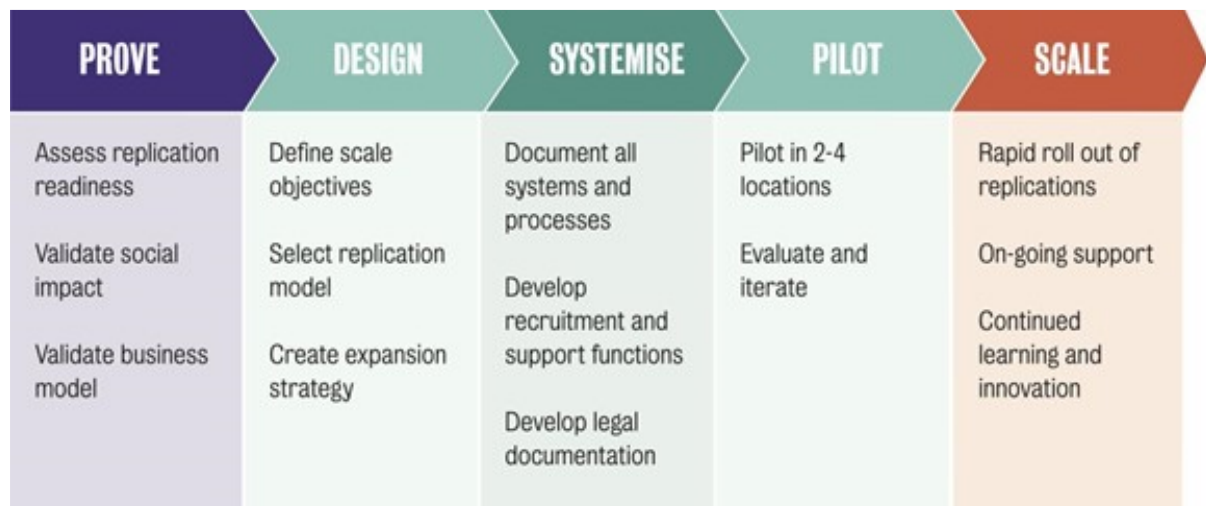 PROVE
Assess replication
readiness
Validate social
impact
Validate business
model
DESIGN
Define scale
objectives
Select replication
model
Create expansion
strategy
SYSTEMISE
Document all
systems and
processes
Develop
recruitment and
support functions
Develop legal
documentation
PILOT
Pilot in 2-4
locations
Evaluate and
iterate
SCALE
Rapid roll out of
replications
On-going support
Continued
learning and
innovation